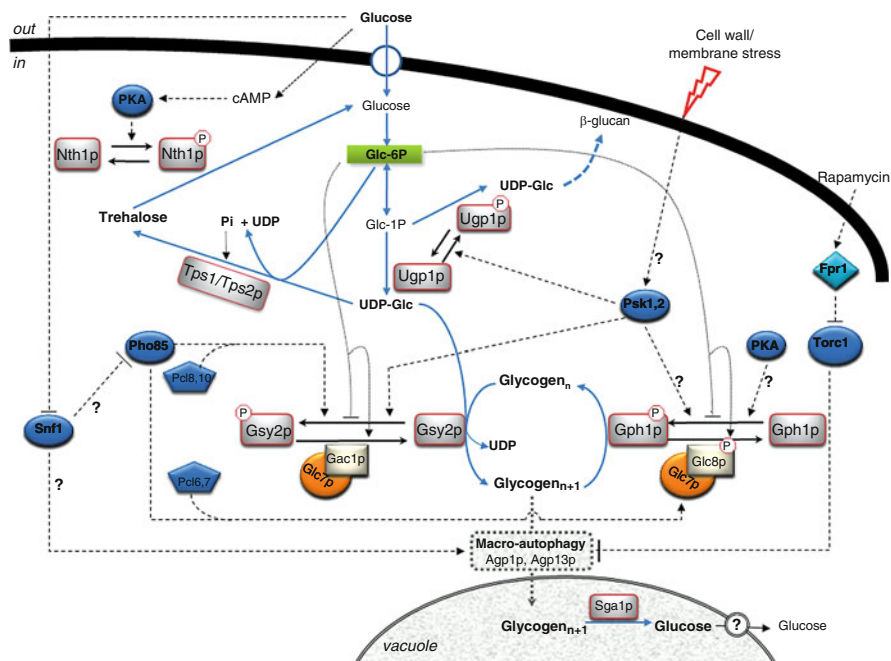 out
in
Glucose
Cell wall/
membrane stress
PKA
cAMP
Glucose
β-glucan
Nth1p
Nth1p
P
Glc-6P
UDP-Glc
Rapamycin
Trehalose
Pi + UDP
Glc-1P
Ugp1p
P
Ugp1p
?
Fpr1
Tps1/Tps2p
UDP-Glc
Psk1,2
Pho85
PKA
Torc1
Pcl8,10
Glycogenn
?
?
?
Snf1
P
Gsy2p
Gsy2p
Gph1p
P
Gph1p
UDP
Gac1p
Glc7p
Glc8p
P
Glc7p
Pcl6,7
Glycogenn+1
?
Macro-autophagy
Agp1p, Agp13p
Sga1p
Glycogenn+1
Glucose
?
Glucose
vacuole